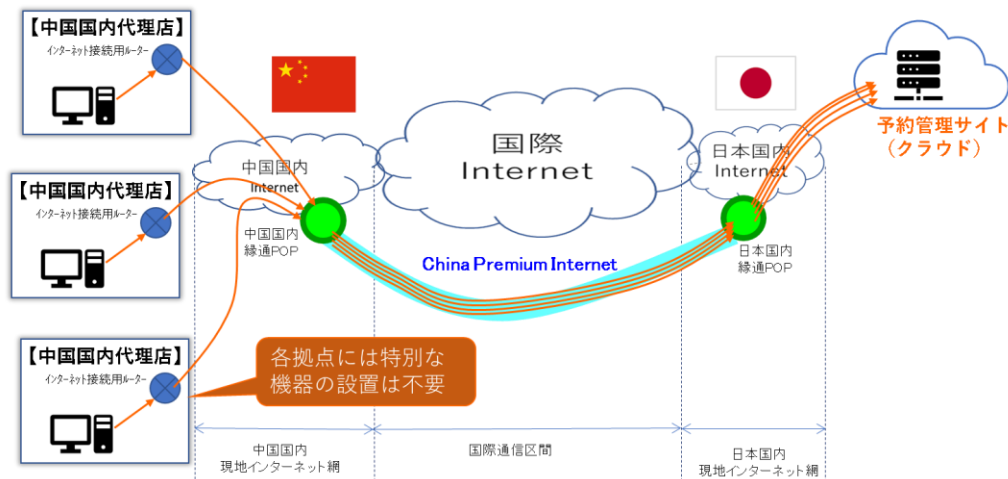 【中国国内代理店】
インターネット接続用ルーター
【中国国内代理店】
インターネット接続用ルーター
【中国国内代理店】
インターネット接続用ルーター
中国国内
Internet
国際
Internet
日本国内
Internet
予約管理サイト
（クラウド）
中国国内
縁通POP
China Premium Internet
日本国内
縁通POP
各拠点には特別な
機器の設置は不要
中国国内
現地インターネット網
国際通信区間
日本国内
現地インターネット網